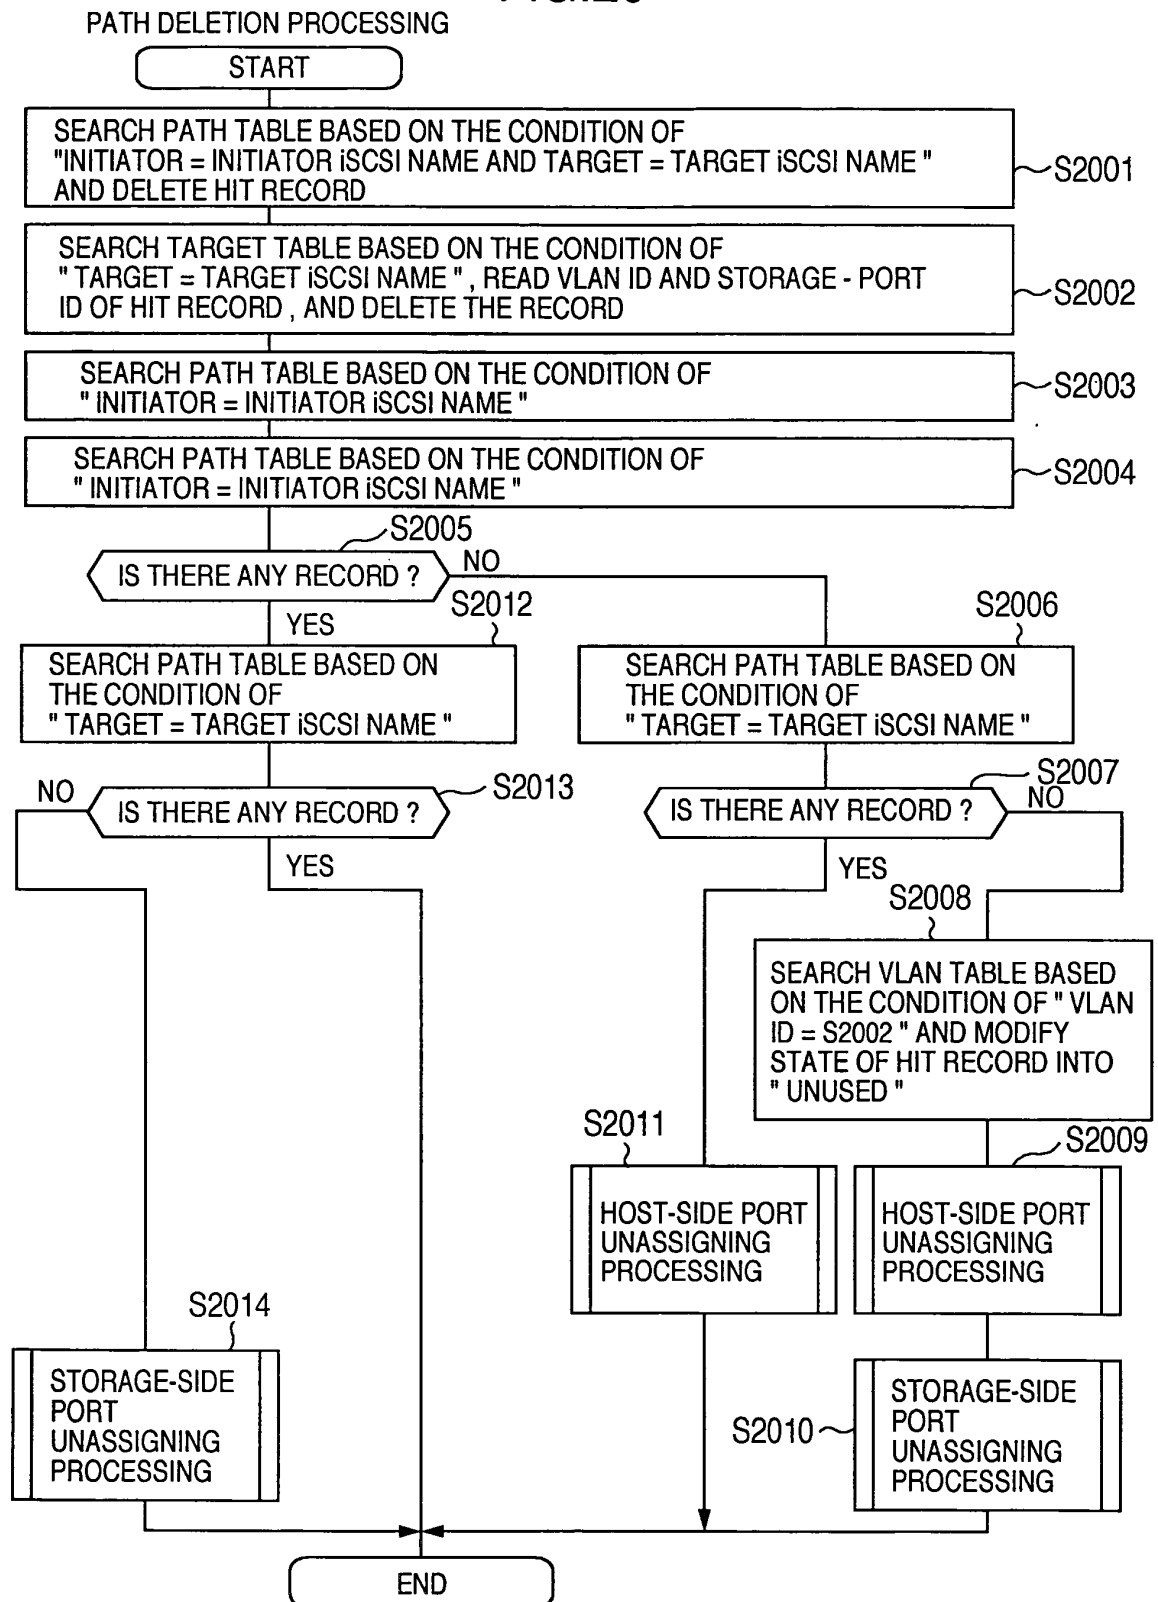 PATH DELETION PROCESSING
START
SEARCH PATH TABLE BASED ON THE CONDITION OF
"INITIATOR = INITIATOR iSCSI NAME AND TARGET = TARGET iSCSI NAME "
AND DELETE HIT RECORD
S2001
SEARCH TARGET TABLE BASED ON THE CONDITION OF
" TARGET = TARGET iSCSI NAME " , READ VLAN ID AND STORAGE - PORT
ID OF HIT RECORD , AND DELETE THE RECORD
S2002
SEARCH PATH TABLE BASED ON THE CONDITION OF
" INITIATOR = INITIATOR iSCSI NAME "
S2003
SEARCH PATH TABLE BASED ON THE CONDITION OF
" INITIATOR = INITIATOR iSCSI NAME "
S2004
S2005
IS THERE ANY RECORD ?
NO
YES
S2012
S2006
SEARCH PATH TABLE BASED ON
THE CONDITION OF
" TARGET = TARGET iSCSI NAME "
SEARCH PATH TABLE BASED ON
THE CONDITION OF
" TARGET = TARGET iSCSI NAME "
S2013
S2007
NO
IS THERE ANY RECORD ?
IS THERE ANY RECORD ?
NO
YES
YES
S2008
SEARCH VLAN TABLE BASED
ON THE CONDITION OF " VLAN
ID = S2002 " AND MODIFY
STATE OF HIT RECORD INTO
" UNUSED "
S2011
S2009
HOST-SIDE PORT
UNASSIGNING
PROCESSING
HOST-SIDE PORT
UNASSIGNING
PROCESSING
S2014
STORAGE-SIDE
PORT
UNASSIGNING
PROCESSING
S2010
STORAGE-SIDE
PORT
UNASSIGNING
PROCESSING
END